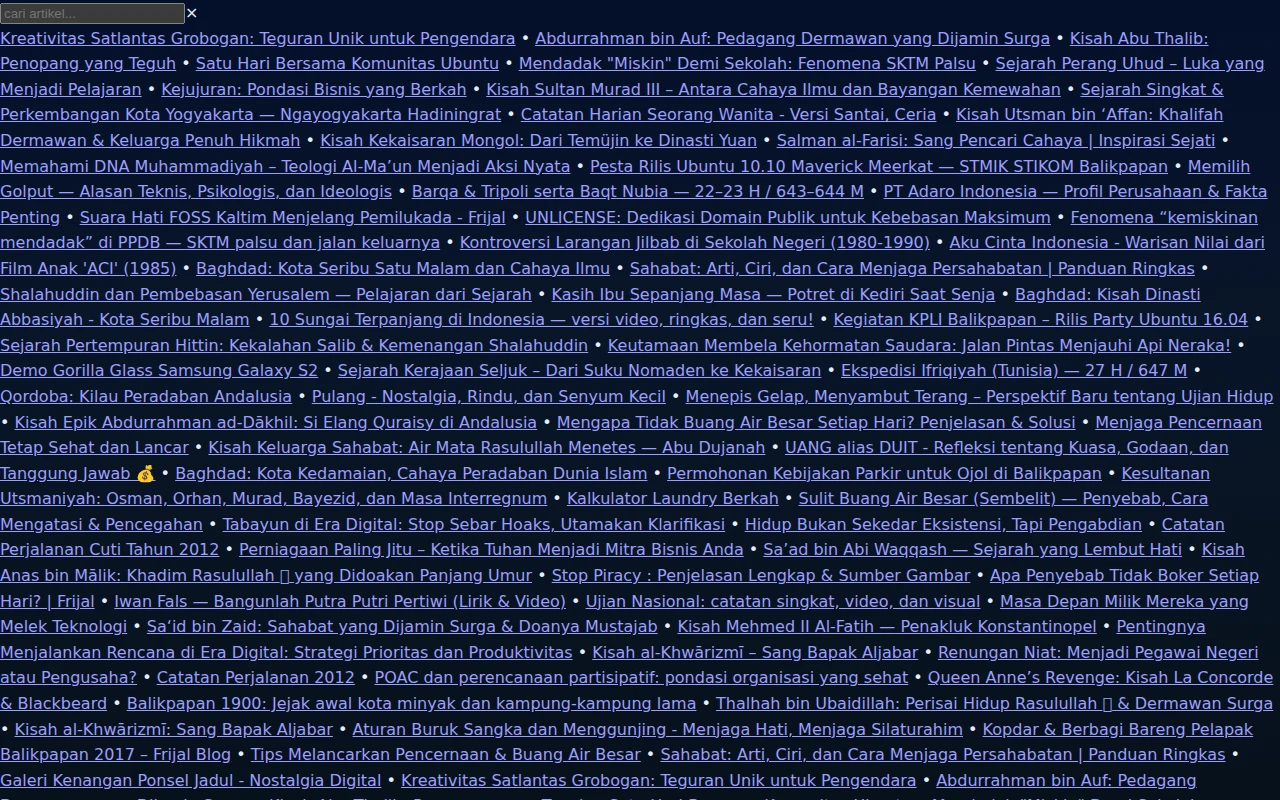 cari artikel... ✕
Kreativitas Satlantas Grobogan: Teguran Unik untuk Pengendara • Abdurrahman bin Auf: Pedagang Dermawan yang Dijamin Surga • Kisah Abu Thalib:
Penopang yang Teguh • Satu Hari Bersama Komunitas Ubuntu • Mendadak "Miskin" Demi Sekolah: Fenomena SKTM Palsu • Sejarah Perang Uhud – Luka yang
Menjadi Pelajaran • Kejujuran: Pondasi Bisnis yang Berkah • Kisah Sultan Murad III – Antara Cahaya Ilmu dan Bayangan Kemewahan • Sejarah Singkat &
Perkembangan Kota Yogyakarta — Ngayogyakarta Hadiningrat • Catatan Harian Seorang Wanita - Versi Santai, Ceria • Kisah Utsman bin ‘Affan: Khalifah
Dermawan & Keluarga Penuh Hikmah • Kisah Kekaisaran Mongol: Dari Temüjin ke Dinasti Yuan • Salman al-Farisi: Sang Pencari Cahaya | Inspirasi Sejati •
Memahami DNA Muhammadiyah – Teologi Al-Ma’un Menjadi Aksi Nyata • Pesta Rilis Ubuntu 10.10 Maverick Meerkat — STMIK STIKOM Balikpapan • Memilih
Golput — Alasan Teknis, Psikologis, dan Ideologis • Barqa & Tripoli serta Baqt Nubia — 22–23 H / 643–644 M • PT Adaro Indonesia — Profil Perusahaan & Fakta
Penting • Suara Hati FOSS Kaltim Menjelang Pemilukada - Frijal • UNLICENSE: Dedikasi Domain Publik untuk Kebebasan Maksimum • Fenomena “kemiskinan
mendadak” di PPDB — SKTM palsu dan jalan keluarnya • Kontroversi Larangan Jilbab di Sekolah Negeri (1980-1990) • Aku Cinta Indonesia - Warisan Nilai dari
Film Anak 'ACI' (1985) • Baghdad: Kota Seribu Satu Malam dan Cahaya Ilmu • Sahabat: Arti, Ciri, dan Cara Menjaga Persahabatan | Panduan Ringkas •
Shalahuddin dan Pembebasan Yerusalem — Pelajaran dari Sejarah • Kasih Ibu Sepanjang Masa — Potret di Kediri Saat Senja • Baghdad: Kisah Dinasti
Abbasiyah - Kota Seribu Malam • 10 Sungai Terpanjang di Indonesia — versi video, ringkas, dan seru! • Kegiatan KPLI Balikpapan – Rilis Party Ubuntu 16.04 •
Sejarah Pertempuran Hittin: Kekalahan Salib & Kemenangan Shalahuddin • Keutamaan Membela Kehormatan Saudara: Jalan Pintas Menjauhi Api Neraka! •
Demo Gorilla Glass Samsung Galaxy S2 • Sejarah Kerajaan Seljuk – Dari Suku Nomaden ke Kekaisaran • Ekspedisi Ifriqiyah (Tunisia) — 27 H / 647 M •
Qordoba: Kilau Peradaban Andalusia • Pulang - Nostalgia, Rindu, dan Senyum Kecil • Menepis Gelap, Menyambut Terang – Perspektif Baru tentang Ujian Hidup
• Kisah Epik Abdurrahman ad-Dākhil: Si Elang Quraisy di Andalusia • Mengapa Tidak Buang Air Besar Setiap Hari? Penjelasan & Solusi • Menjaga Pencernaan
Tetap Sehat dan Lancar • Kisah Keluarga Sahabat: Air Mata Rasulullah Menetes — Abu Dujanah • UANG alias DUIT - Refleksi tentang Kuasa, Godaan, dan
Tanggung Jawab 💰 • Baghdad: Kota Kedamaian, Cahaya Peradaban Dunia Islam • Permohonan Kebijakan Parkir untuk Ojol di Balikpapan • Kesultanan
Utsmaniyah: Osman, Orhan, Murad, Bayezid, dan Masa Interregnum • Kalkulator Laundry Berkah • Sulit Buang Air Besar (Sembelit) — Penyebab, Cara
Mengatasi & Pencegahan • Tabayun di Era Digital: Stop Sebar Hoaks, Utamakan Klarifikasi • Hidup Bukan Sekedar Eksistensi, Tapi Pengabdian • Catatan
Perjalanan Cuti Tahun 2012 • Perniagaan Paling Jitu – Ketika Tuhan Menjadi Mitra Bisnis Anda • Sa’ad bin Abi Waqqash — Sejarah yang Lembut Hati • Kisah
Anas bin Mālik: Khadim Rasulullah yang Didoakan Panjang Umur • Stop Piracy : Penjelasan Lengkap & Sumber Gambar • Apa Penyebab Tidak Boker Setiap
Hari? | Frijal • Iwan Fals — Bangunlah Putra Putri Pertiwi (Lirik & Video) • Ujian Nasional: catatan singkat, video, dan visual • Masa Depan Milik Mereka yang
Melek Teknologi • Sa‘id bin Zaid: Sahabat yang Dijamin Surga & Doanya Mustajab • Kisah Mehmed II Al-Fatih — Penakluk Konstantinopel • Pentingnya
Menjalankan Rencana di Era Digital: Strategi Prioritas dan Produktivitas • Kisah al-Khwārizmī – Sang Bapak Aljabar • Renungan Niat: Menjadi Pegawai Negeri
atau Pengusaha? • Catatan Perjalanan 2012 • POAC dan perencanaan partisipatif: pondasi organisasi yang sehat • Queen Anne’s Revenge: Kisah La Concorde
& Blackbeard • Balikpapan 1900: Jejak awal kota minyak dan kampung-kampung lama • Thalhah bin Ubaidillah: Perisai Hidup Rasulullah & Dermawan Surga
• Kisah al-Khwārizmī: Sang Bapak Aljabar • Aturan Buruk Sangka dan Menggunjing - Menjaga Hati, Menjaga Silaturahim • Kopdar & Berbagi Bareng Pelapak
Balikpapan 2017 – Frijal Blog • Tips Melancarkan Pencernaan & Buang Air Besar • Sahabat: Arti, Ciri, dan Cara Menjaga Persahabatan | Panduan Ringkas •
Galeri Kenangan Ponsel Jadul - Nostalgia Digital • Kreativitas Satlantas Grobogan: Teguran Unik untuk Pengendara • Abdurrahman bin Auf: Pedagang